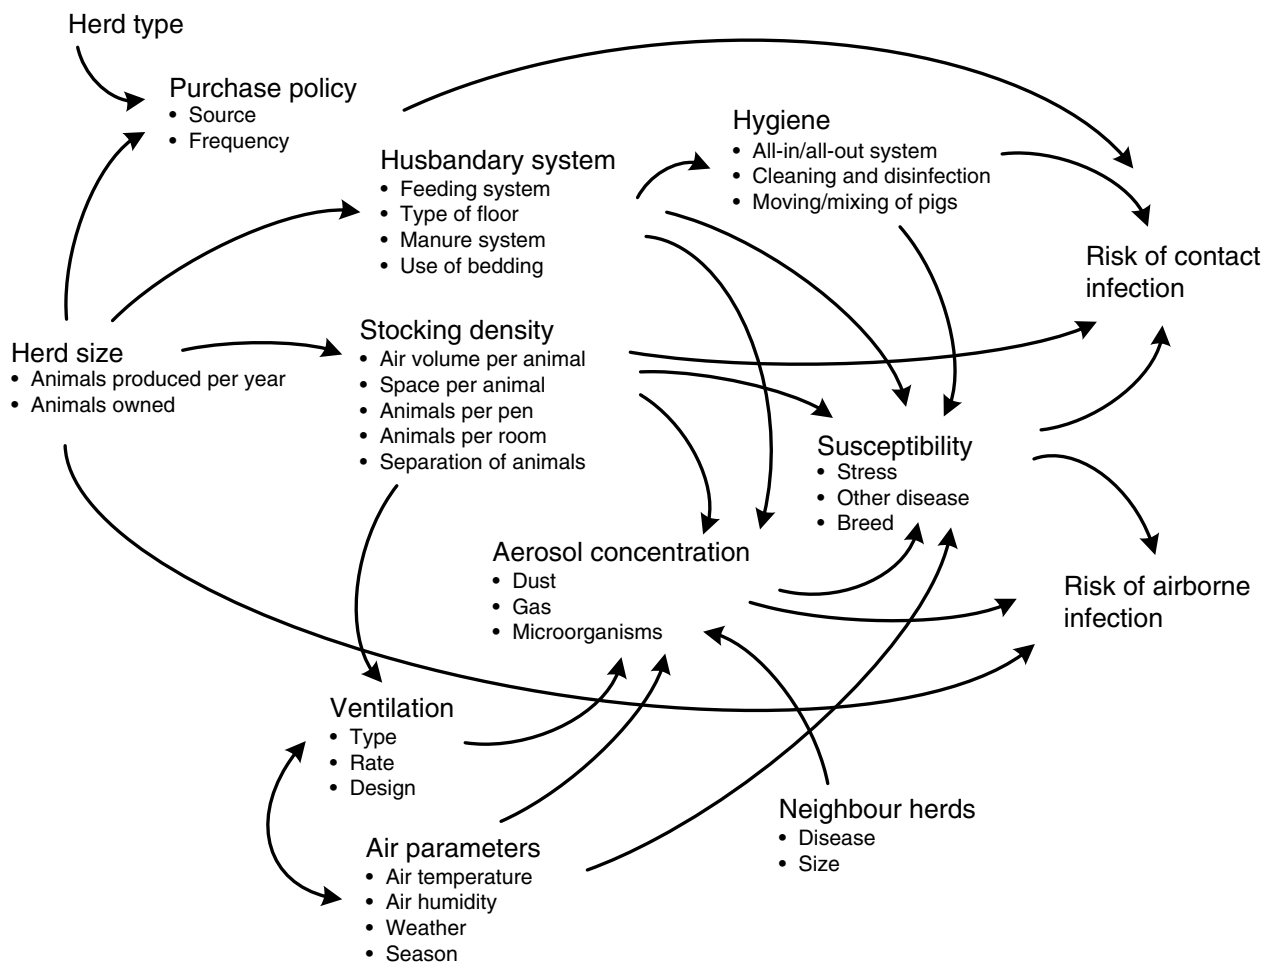 Herd type
Purchase policy
• Source
• Frequency
Husbandary system
• Feeding system
• Type of floor
• Manure system
• Use of bedding
Hygiene
• All-in/all-out system
• Cleaning and disinfection
• Moving/mixing of pigs
Risk of contact
infection
Herd size
• Animals produced per year
• Animals owned
Stocking density
• Air volume per animal
• Space per animal
• Animals per pen
• Animals per room
• Separation of animals
Susceptibility
• Stress
• Other disease
• Breed
Aerosol concentration
• Dust
• Gas
• Microorganisms
Risk of airborne
infection
Ventilation
• Type
• Rate
• Design
Neighbour herds
• Disease
• Size
Air parameters
• Air temperature
• Air humidity
• Weather
• Season